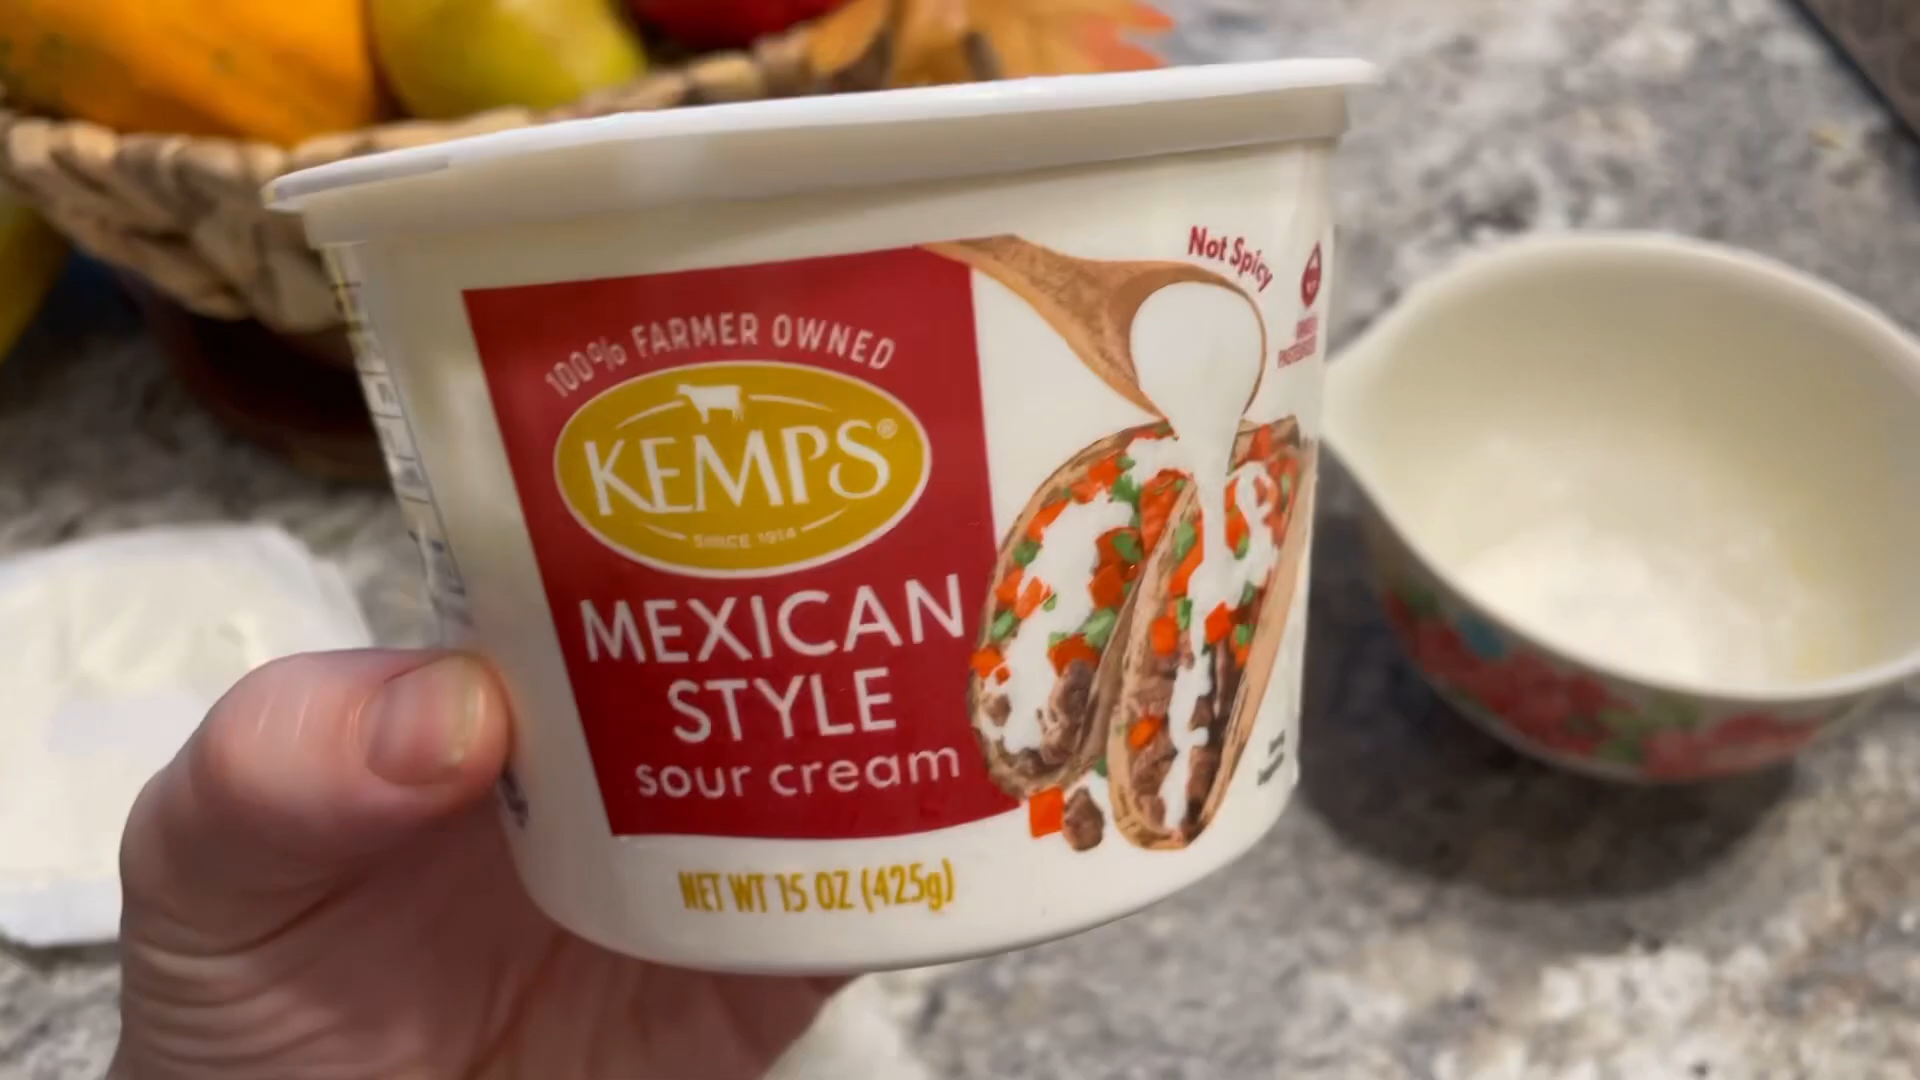 100% FARMER OWNED
KEMPS®
SINCE 1914
MEXICAN
STYLE
sour cream
NET WT 15 OZ (425g)
Not Spicy